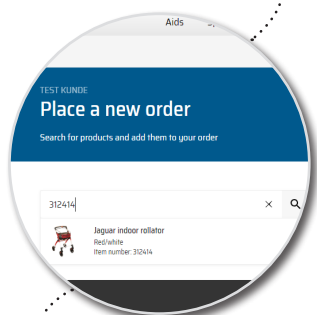 Aids
TEST KUNDE
Place a new order
Search for products and add them to your order
312414
Jaguar indoor rollator
Red/white
Item number: 312414